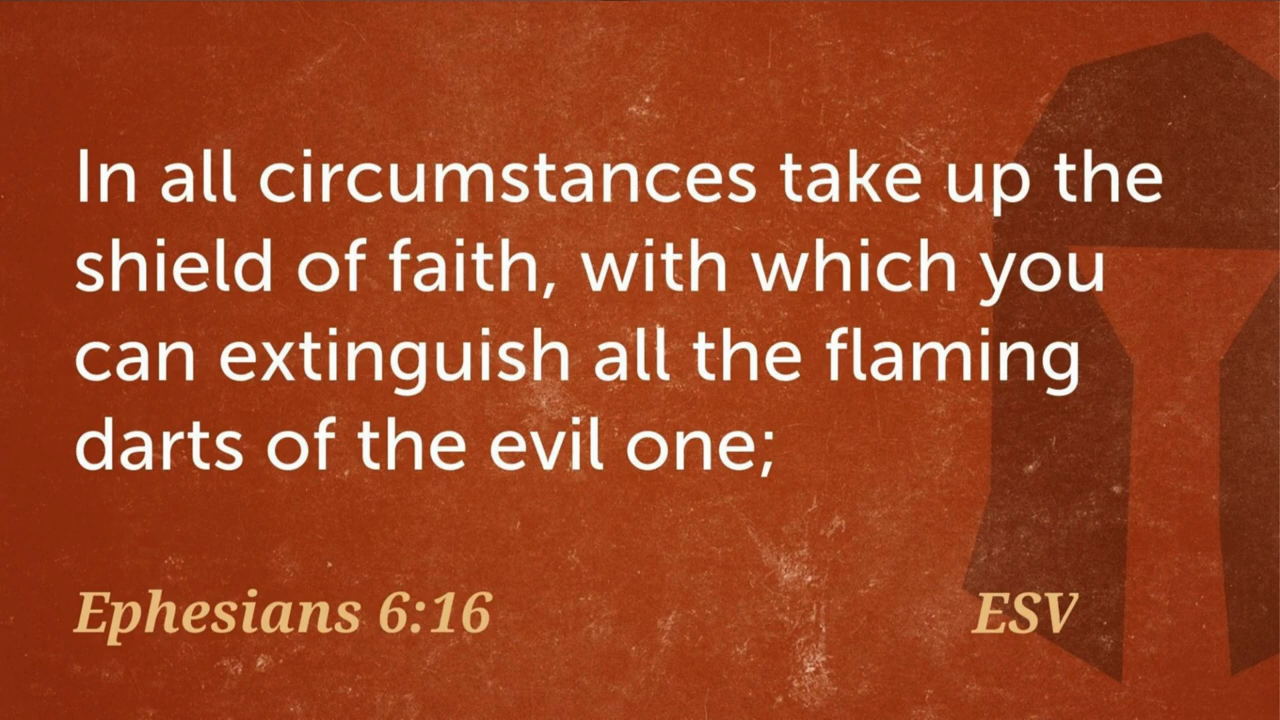 In all circumstances take up the
shield of faith, with which you
can extinguish all the flaming
darts of the evil one;
Ephesians 6:16 ESV